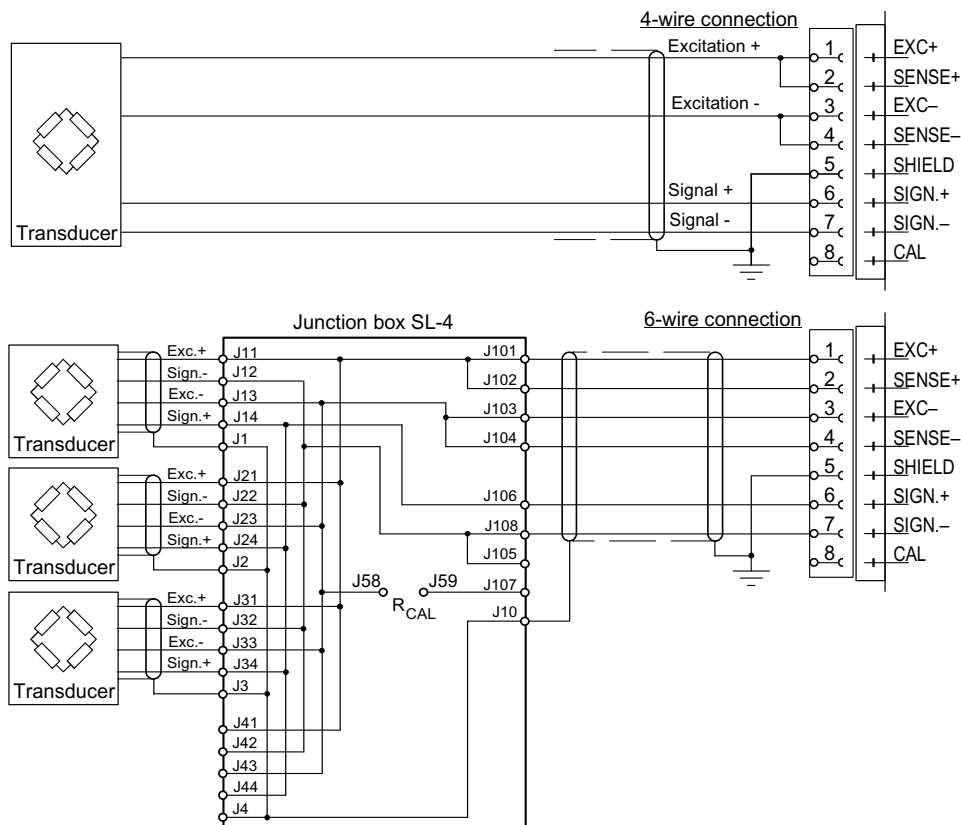 4-wire connection
Excitation +
Excitation -
Signal +
Signal -
Transducer
1 EXC+
2 SENSE+
3 EXC–
4 SENSE–
5 SHIELD
6 SIGN.+
7 SIGN.–
8 CAL
Junction box SL-4
6-wire connection
Transducer
Exc.+ J11
Sign.- J12
Exc.- J13
Sign.+ J14
J1
Transducer
Exc.+ J21
Sign.- J22
Exc.- J23
Sign.+ J24
J2
Transducer
Exc.+ J31
Sign.- J32
Exc.- J33
Sign.+ J34
J3
J41
J42
J43
J44
J4
J58 J59
RCAL
J101
J102
J103
J104
J106
J108
J105
J107
J10
1 EXC+
2 SENSE+
3 EXC–
4 SENSE–
5 SHIELD
6 SIGN.+
7 SIGN.–
8 CAL